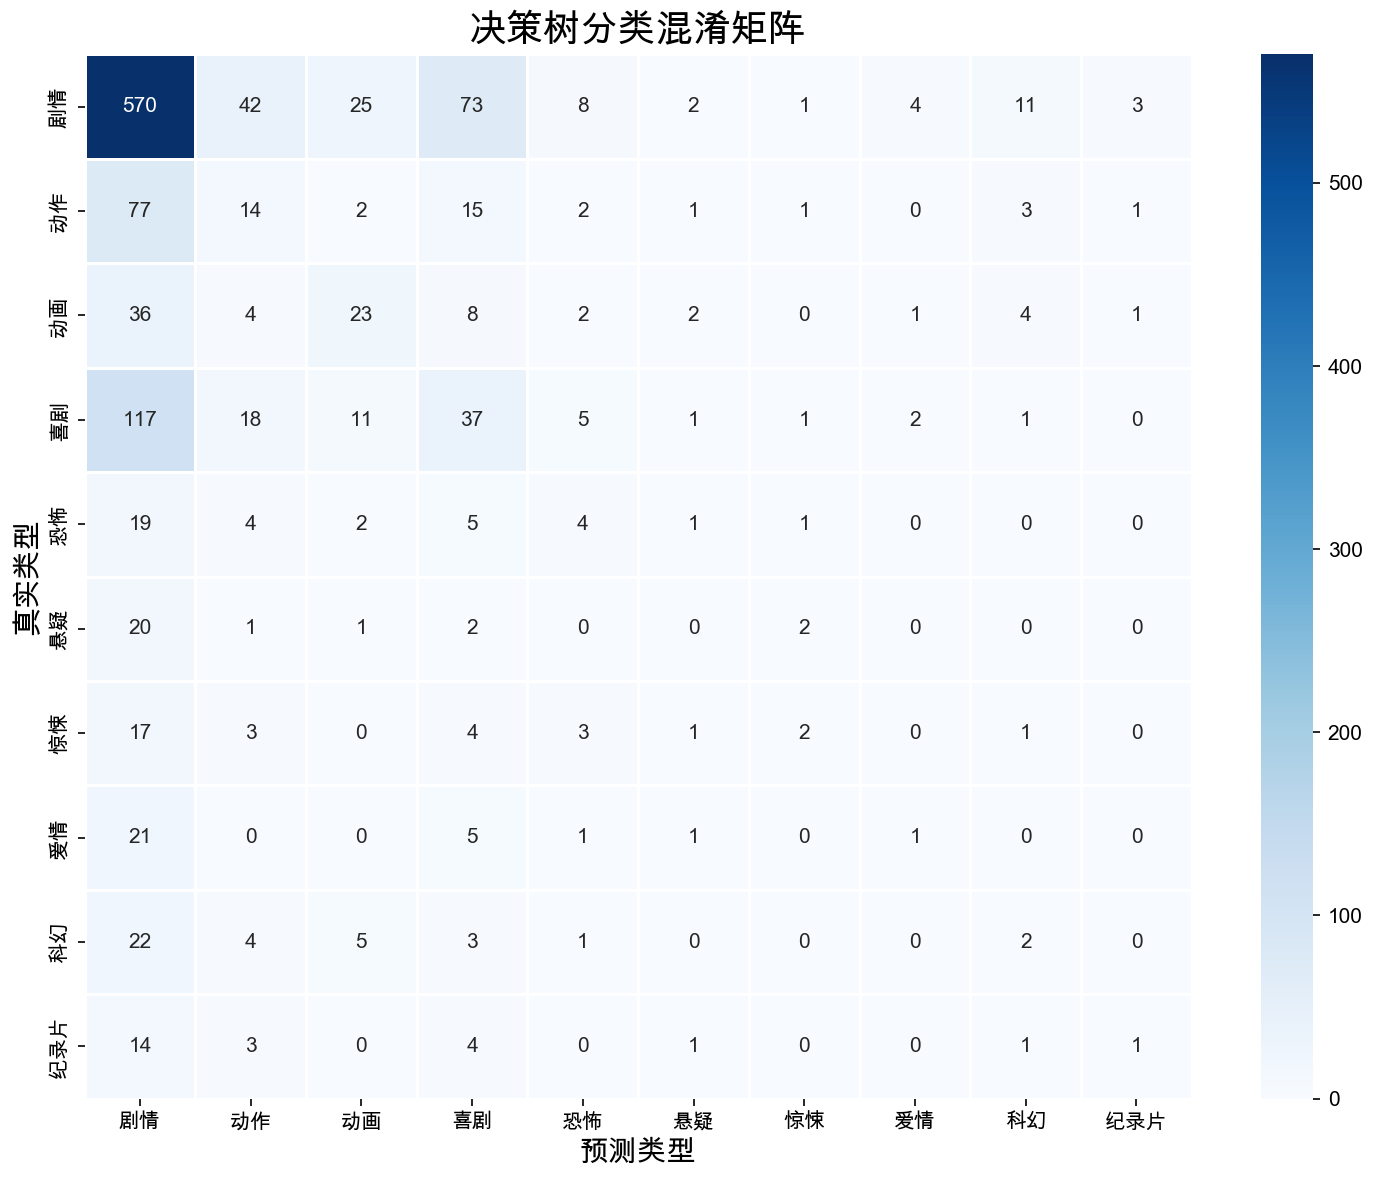 决策树分类混淆矩阵
剧情 570 42 25 73 8 2 1 4 11 3
动作 77 14 2 15 2 1 1 0 3 1
动画 36 4 23 8 2 2 0 1 4 1
喜剧 117 18 11 37 5 1 1 2 1 0
恐怖 19 4 2 5 4 1 1 0 0 0
悬疑 20 1 1 2 0 0 2 0 0 0
惊悚 17 3 0 4 3 1 2 0 1 0
爱情 21 0 0 5 1 1 0 1 0 0
科幻 22 4 5 3 1 0 0 0 2 0
纪录片 14 3 0 4 0 1 0 0 1 1
剧情 动作 动画 喜剧 恐怖 悬疑 惊悚 爱情 科幻 纪录片
预测类型
真实类型
500
400
300
200
100
0